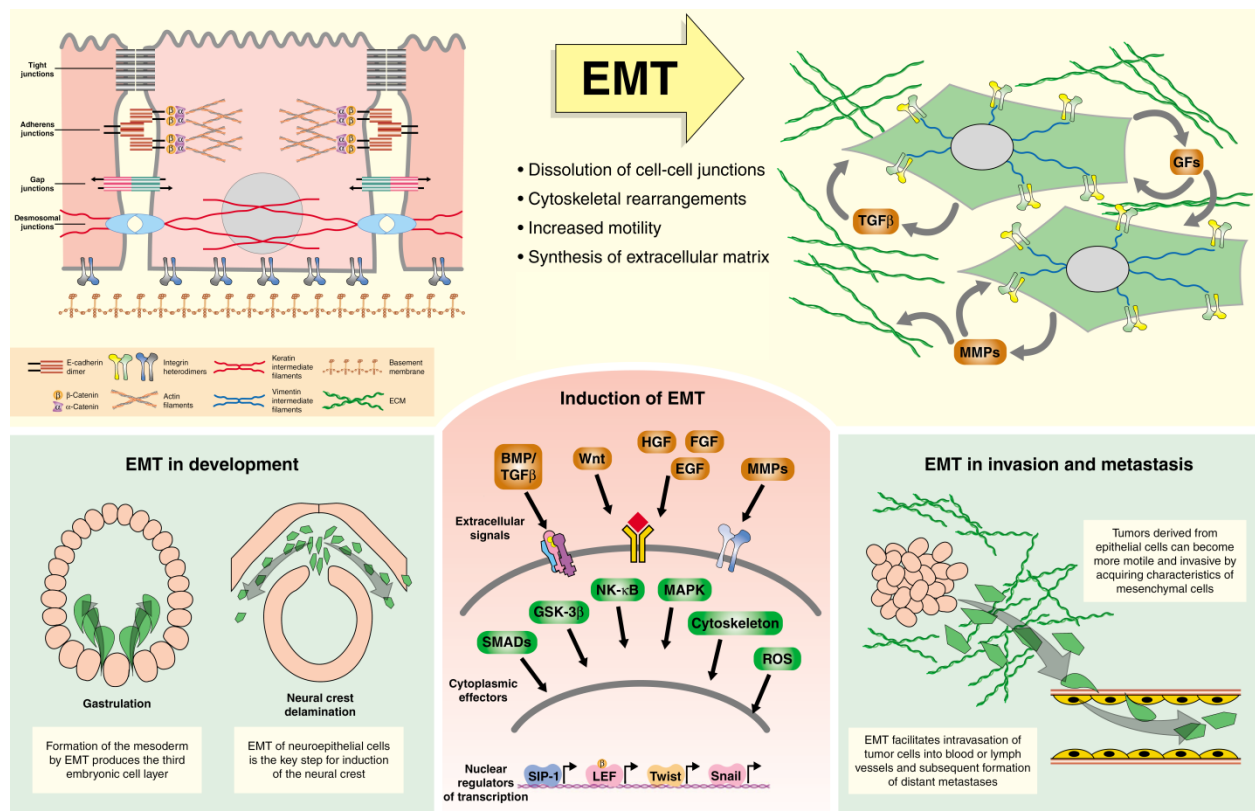 Tight
junctions
Adherens
junctions
Gap
junctions
Desmosomal
junctions
β
α
β
α
β
α
β
α
EMT
• Dissolution of cell-cell junctions
• Cytoskeletal rearrangements
• Increased motility
• Synthesis of extracellular matrix
GFs
TGFβ
MMPs
E-cadherin
dimer
Integrin
heterodimers
Keratin
intermediate
filaments
Basement
membrane
β β-Catenin
α α-Catenin
Actin
filaments
Vimentin
intermediate
filaments
ECM
EMT in development
Gastrulation
Neural crest
delamination
Formation of the mesoderm
by EMT produces the third
embryonic cell layer
EMT of neuroepithelial cells
is the key step for induction
of the neural crest
Induction of EMT
BMP/
TGFβ
Wnt
HGF
FGF
EGF
MMPs
Extracellular
signals
NK-κB
MAPK
GSK-3β
Cytoskeleton
SMADs
ROS
Cytoplasmic
effectors
Nuclear
regulators
of transcription
SIP-1
β
LEF
Twist
Snail
EMT in invasion and metastasis
Tumors derived from
epithelial cells can become
more motile and invasive by
acquiring characteristics of
mesenchymal cells
EMT facilitates intravasation of
tumor cells into blood or lymph
vessels and subsequent formation
of distant metastases